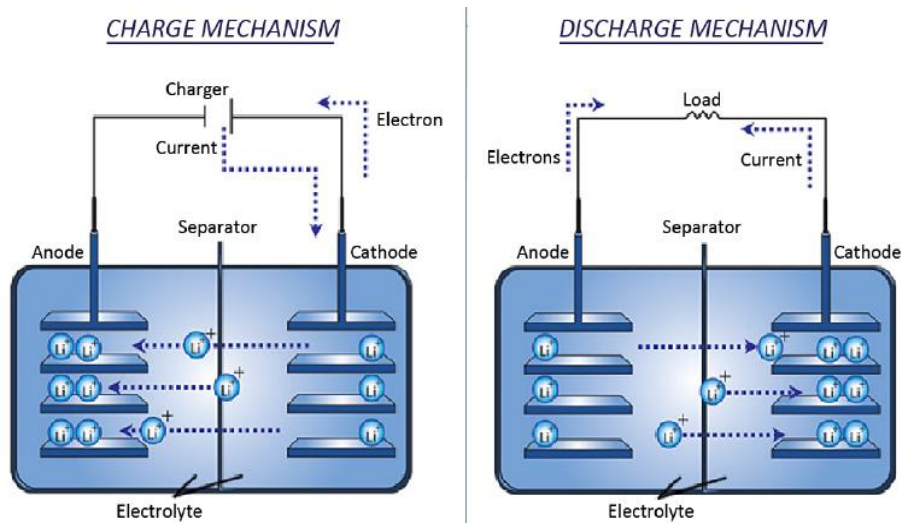 CHARGE MECHANISM
Charger
Electron
Current
Separator
Anode
Cathode
Li+
Li+
Li+
Li+
Li+
Li+
Li+
Li+
Li+
Li+
Li+
Li+
Electrolyte
DISCHARGE MECHANISM
Load
Electrons
Current
Separator
Anode
Cathode
Li+
Li+
Li+
Li+
Li+
Li+
Li+
Li+
Li+
Li+
Li+
Li+
Electrolyte